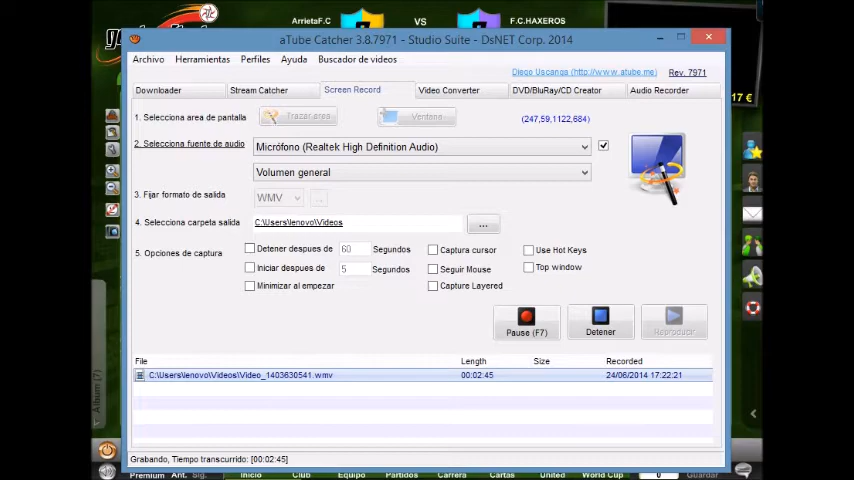 ArrietaF.C VS F.C.HAXEROS
aTube Catcher 3.8.7971 - Studio Suite - DsNET Corp. 2014
Archivo Herramientas Perfiles Ayuda Buscador de videos
Diego Uscanga (http://www.atube.me) Rev. 7971
17 €
Downloader Stream Catcher Screen Record Video Converter DVD/BluRay/CD Creator Audio Recorder
1. Selecciona area de pantalla Trazar area Ventana (247,59,1122,684)
2. Selecciona fuente de audio Micrófono (Realtek High Definition Audio)
Volumen general
3. Fijar formato de salida WMV ...
4. Selecciona carpeta salida C:\Users\lenovo\Videos ...
5. Opciones de captura Detener despues de 60 Segundos Captura cursor Use Hot Keys
Iniciar despues de 5 Segundos Seguir Mouse Top window
Minimizar al empezar Capture Layered
Pause (F7) Detener Reproducir
File Length Size Recorded
C:\Users\lenovo\Videos\Video_1403630541.wmv 00:02:45 24/06/2014 17:22:21
Album (7)
Grabando, Tiempo transcurrido: [00:02:45]
Premium Ant. Sig. Inicio Club Equipo Partidos Carrera Cartas United World Cup 0 Guardar